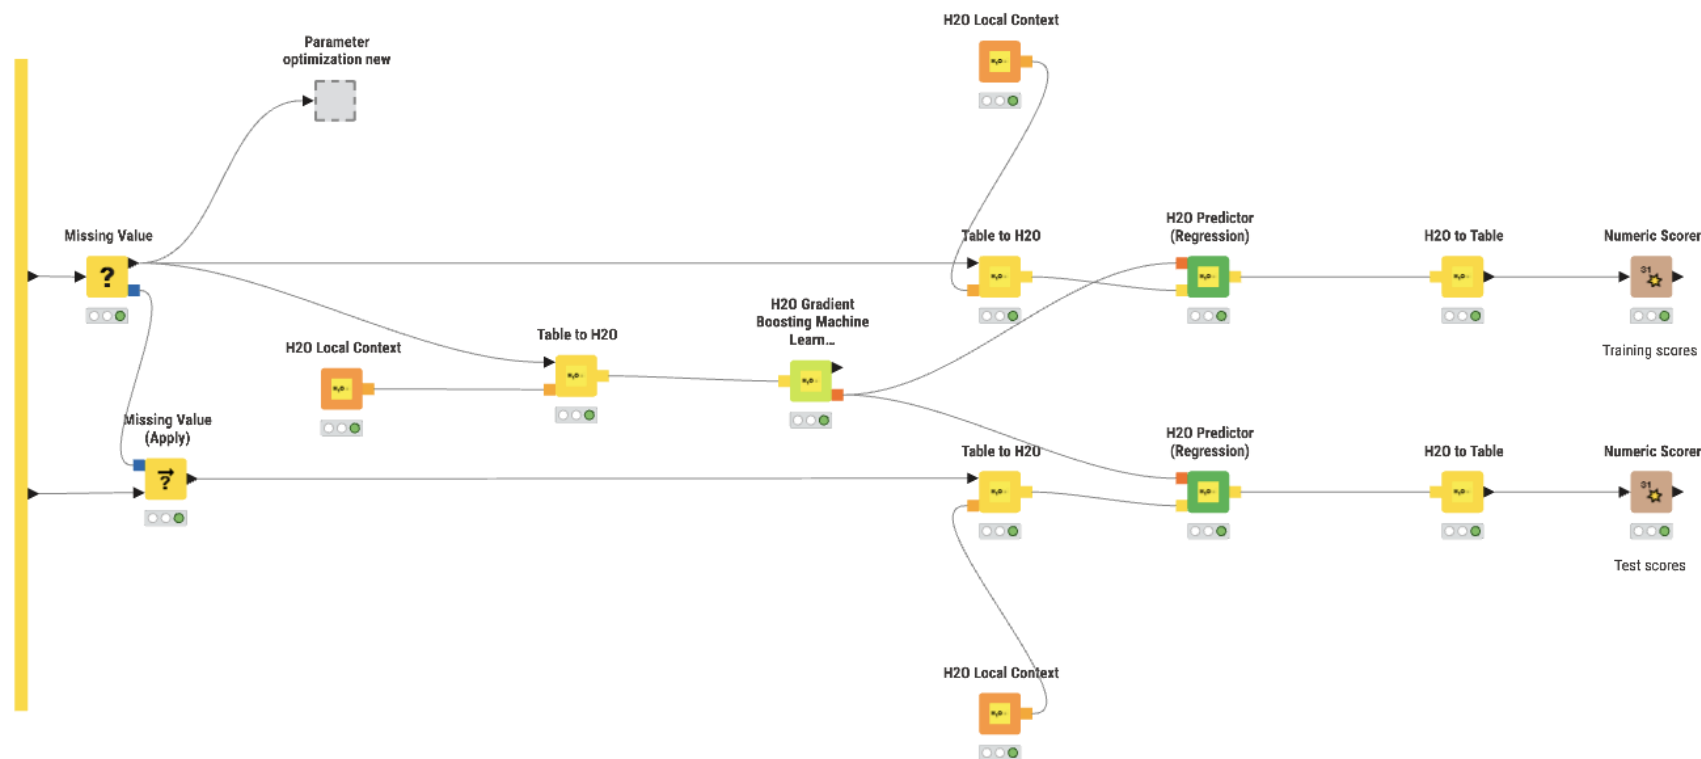 H2O Local Context
Parameter
optimization new
Missing Value
?
Table to H2O
H2O Predictor
(Regression)
H2O to Table
Numeric Scorer
Training scores
H2O Gradient
Boosting Machine
Learn...
Table to H2O
H2O Local Context
Missing Value
(Apply)
?
Table to H2O
H2O Predictor
(Regression)
H2O to Table
Numeric Scorer
Test scores
H2O Local Context